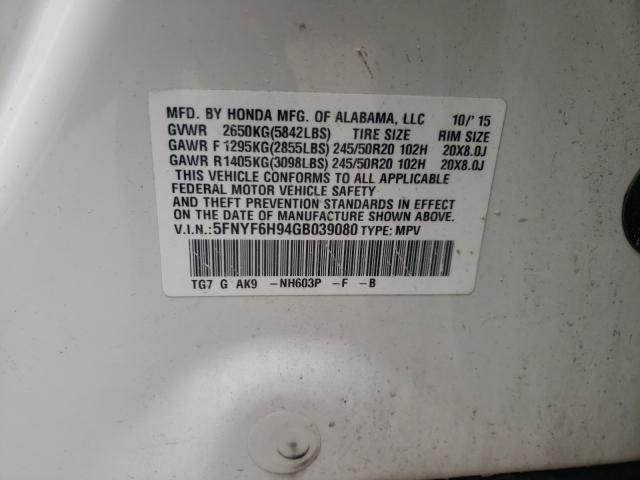 MFD. BY HONDA MFG. OF ALABAMA, LLC 10/'15
GVWR 2650KG(5842LBS) TIRE SIZE RIM SIZE
GAWR F 1295KG(2855LBS) 245/50R20 102H 20X8.0J
GAWR R 1405KG(3098LBS) 245/50R20 102H 20X8.0J
THIS VEHICLE CONFORMS TO ALL APPLICABLE
FEDERAL MOTOR VEHICLE SAFETY
AND THEFT PREVENTION STANDARDS IN EFFECT
ON THE DATE OF MANUFACTURE SHOWN ABOVE.
V.I.N.: 5FNYF6H94GB039080 TYPE: MPV
TG7 G AK9 -NH603P -F -B